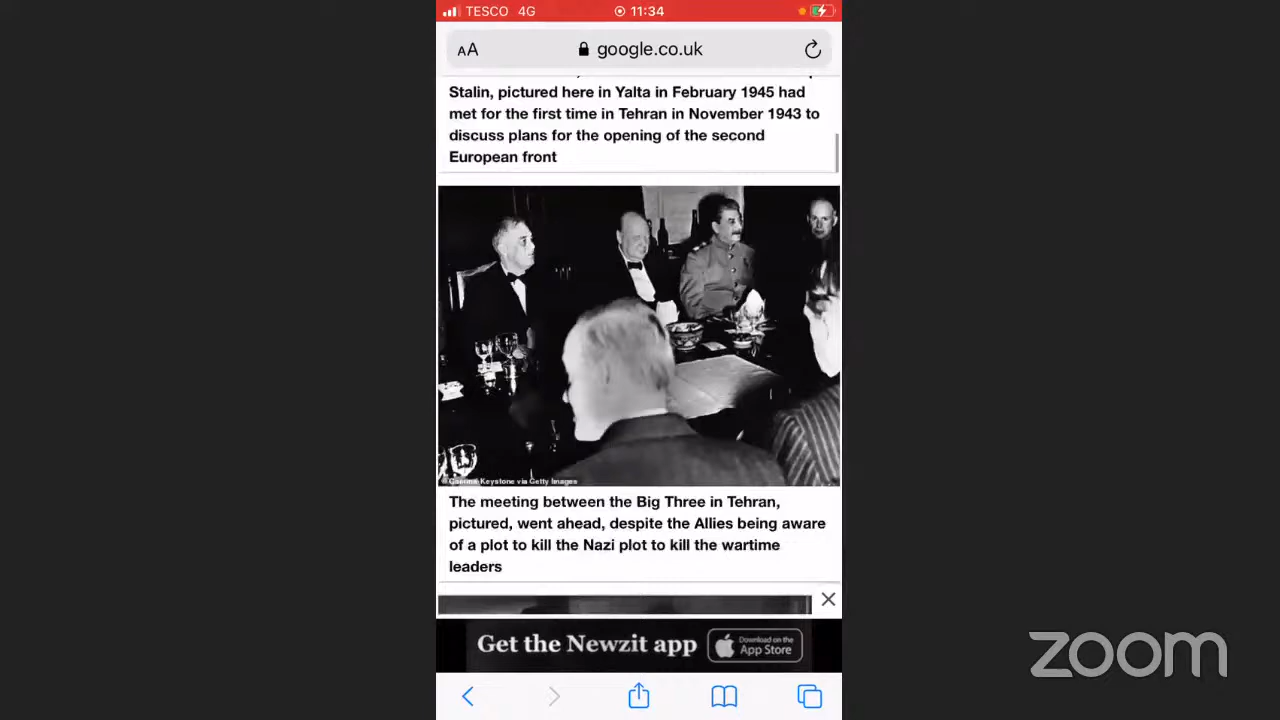 TESCO 4G 11:34
AA google.co.uk
Stalin, pictured here in Yalta in February 1945 had
met for the first time in Tehran in November 1943 to
discuss plans for the opening of the second
European front
Gamma-Keystone via Getty Images
The meeting between the Big Three in Tehran,
pictured, went ahead, despite the Allies being aware
of a plot to kill the Nazi plot to kill the wartime
leaders
Get the Newzit app
Download on the
App Store
zoom